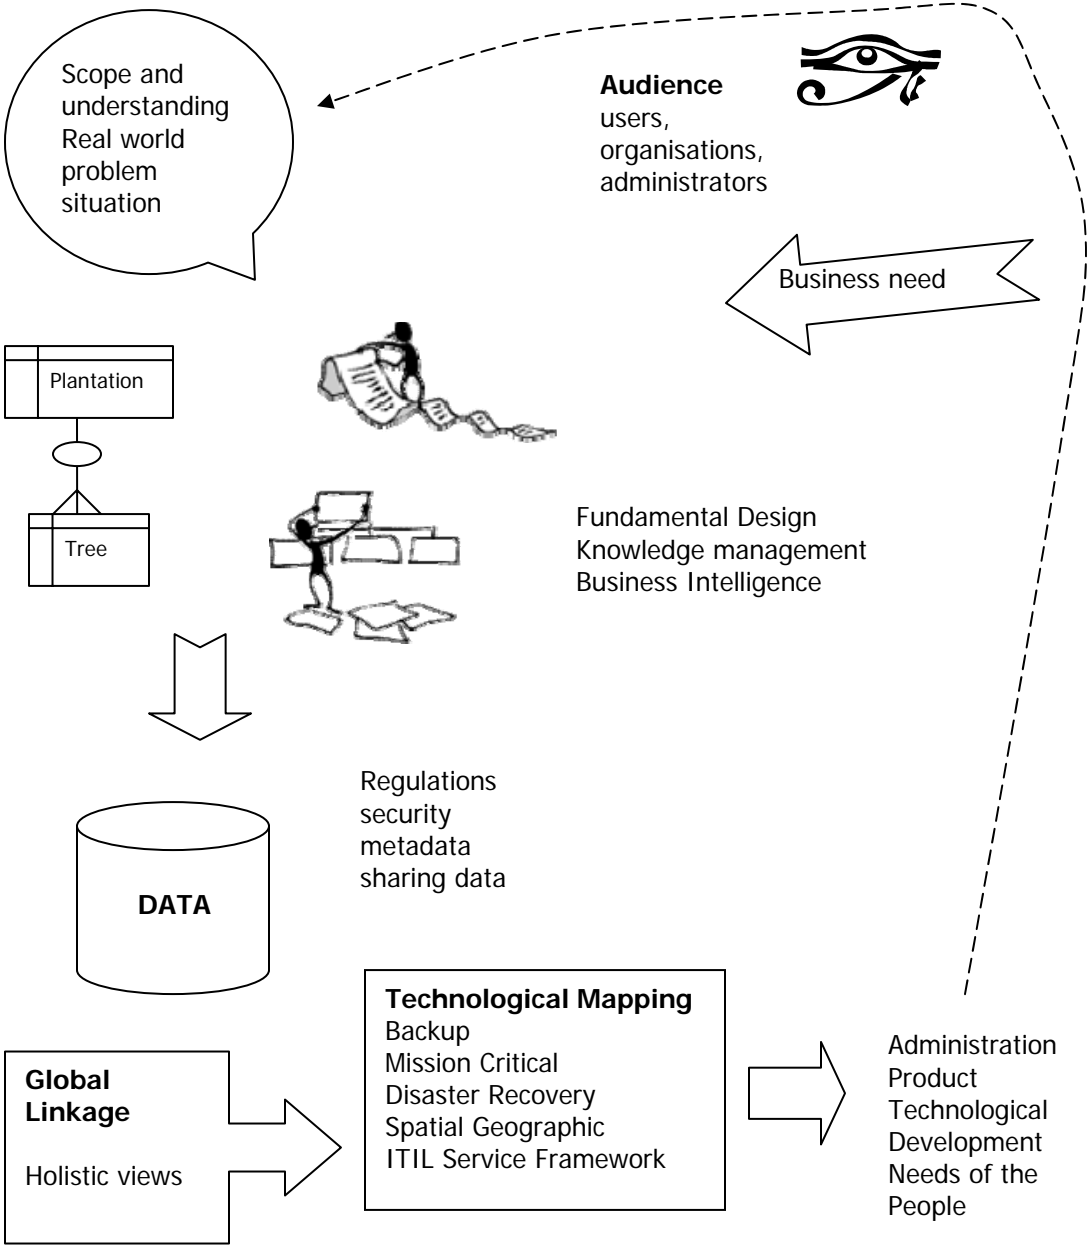 Scope and
understanding
Real world
problem
situation
Audience
users,
organisations,
administrators
Business need
Plantation
Tree
Fundamental Design
Knowledge management
Business Intelligence
Regulations
security
metadata
sharing data
DATA
Global
Linkage
Holistic views
Technological Mapping
Backup
Mission Critical
Disaster Recovery
Spatial Geographic
ITIL Service Framework
Administration
Product
Technological
Development
Needs of the
People